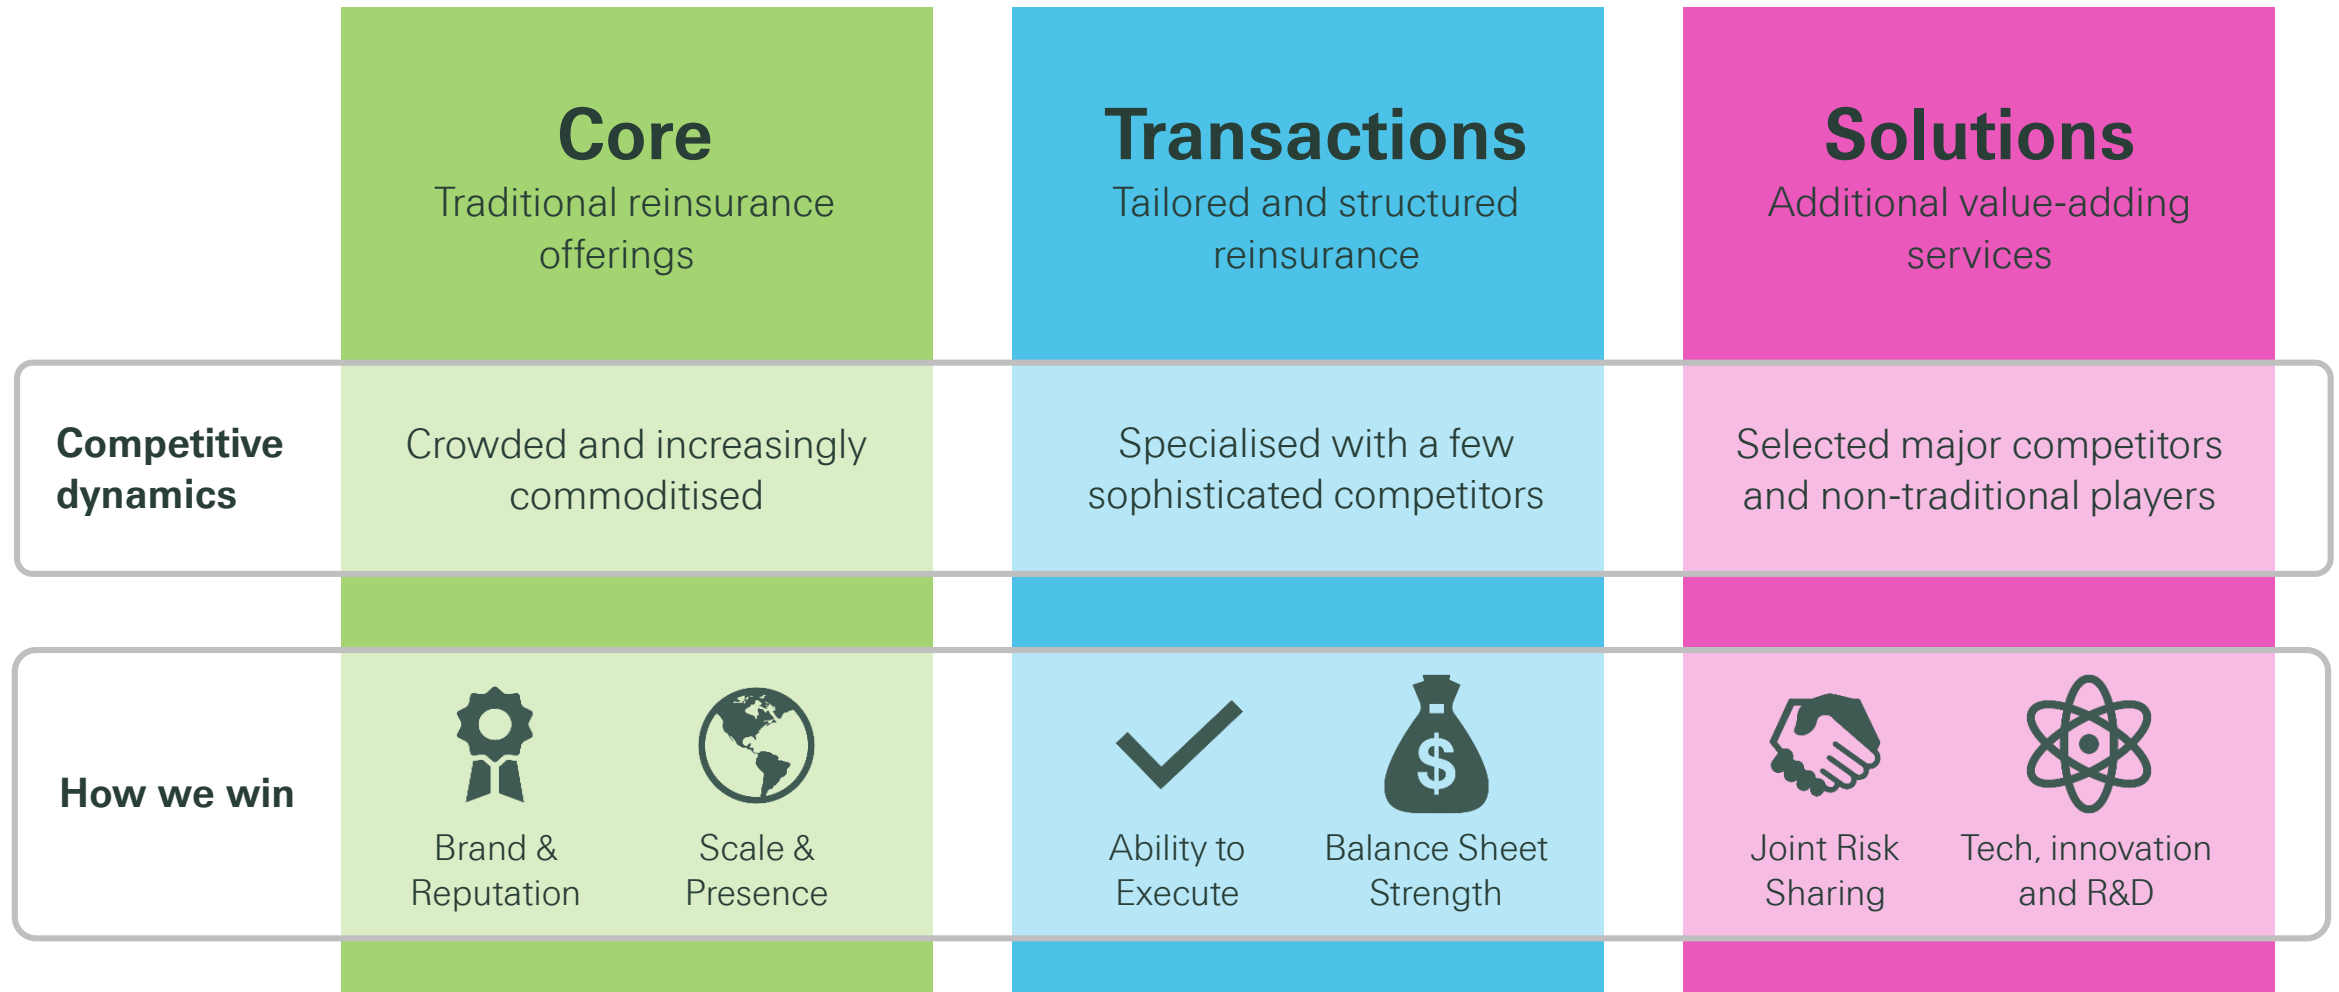 Core
Traditional reinsurance
offerings
Transactions
Tailored and structured
reinsurance
Solutions
Additional value-adding
services
Competitive
dynamics
Crowded and increasingly
commoditised
Specialised with a few
sophisticated competitors
Selected major competitors
and non-traditional players
How we win
Brand &
Reputation
Scale &
Presence
Ability to
Execute
$
Balance Sheet
Strength
Joint Risk
Sharing
Tech, innovation
and R&D